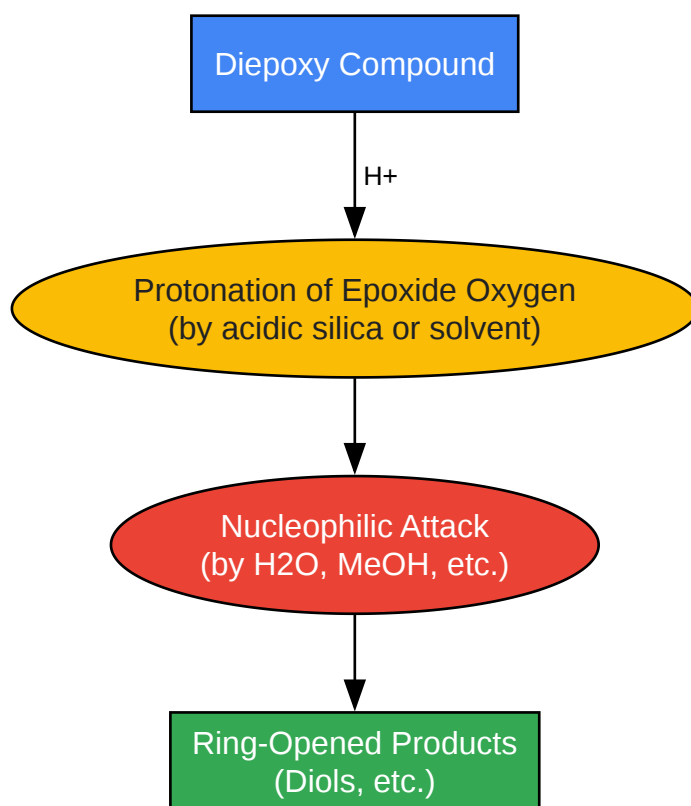 Diepoxy Compound
H+
Protonation of Epoxide Oxygen
(by acidic silica or solvent)
Nucleophilic Attack
(by H2O, MeOH, etc.)
Ring-Opened Products
(Diols, etc.)